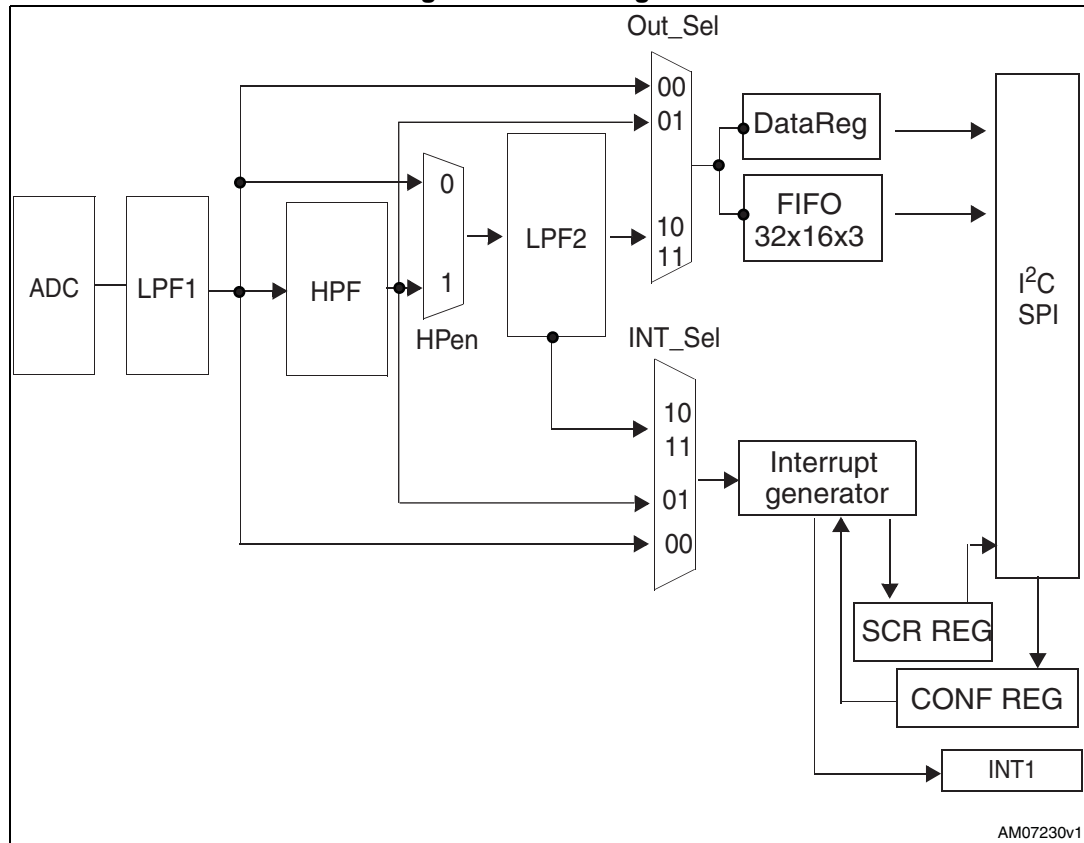 Out_Sel
00
01
10
11
DataReg
FIFO
32x16x3
I²C
SPI
ADC
LPF1
HPF
0
1
HPen
LPF2
INT_Sel
10
11
01
00
Interrupt
generator
SCR REG
CONF REG
INT1
AM07230v1